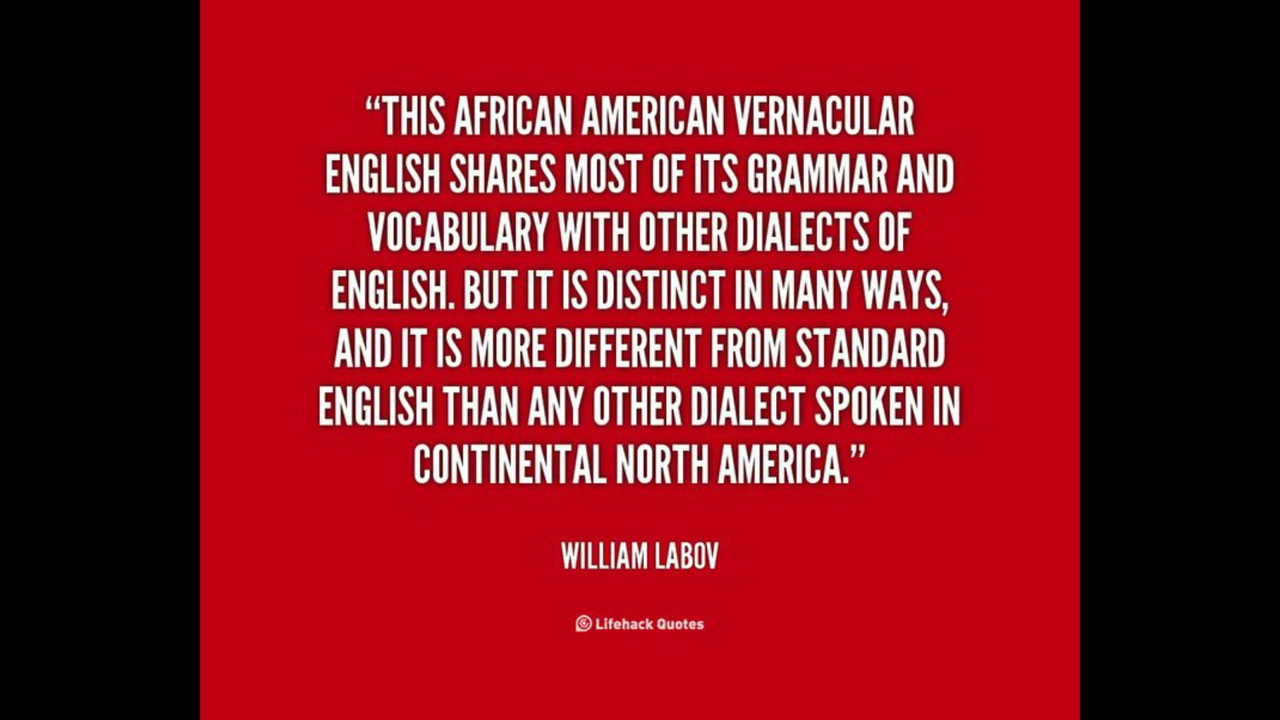 “THIS AFRICAN AMERICAN VERNACULAR
ENGLISH SHARES MOST OF ITS GRAMMAR AND
VOCABULARY WITH OTHER DIALECTS OF
ENGLISH. BUT IT IS DISTINCT IN MANY WAYS,
AND IT IS MORE DIFFERENT FROM STANDARD
ENGLISH THAN ANY OTHER DIALECT SPOKEN IN
CONTINENTAL NORTH AMERICA.”
WILLIAM LABOV
Lifehack Quotes